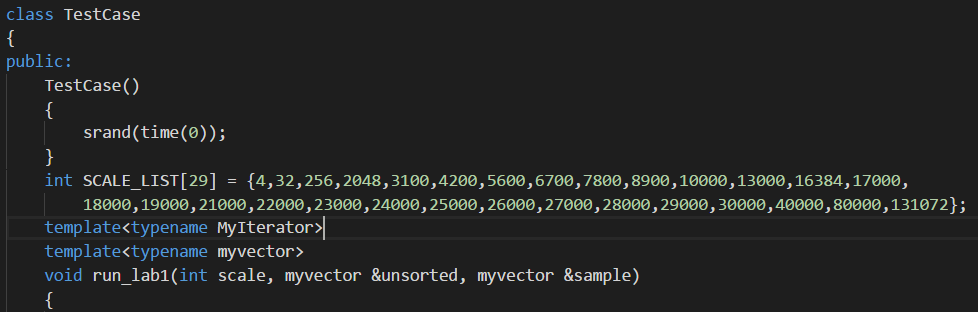 class TestCase
{
public:
    TestCase()
    {
        srand(time(0));
    }
    int SCALE_LIST[29] = {4,32,256,2048,3100,4200,5600,6700,7800,8900,10000,13000,16384,17000,
        18000,19000,21000,22000,23000,24000,25000,26000,27000,28000,29000,30000,40000,80000,131072};
    template<typename MyIterator>
    template<typename myvector>
    void run_lab1(int scale, myvector &unsorted, myvector &sample)
    {